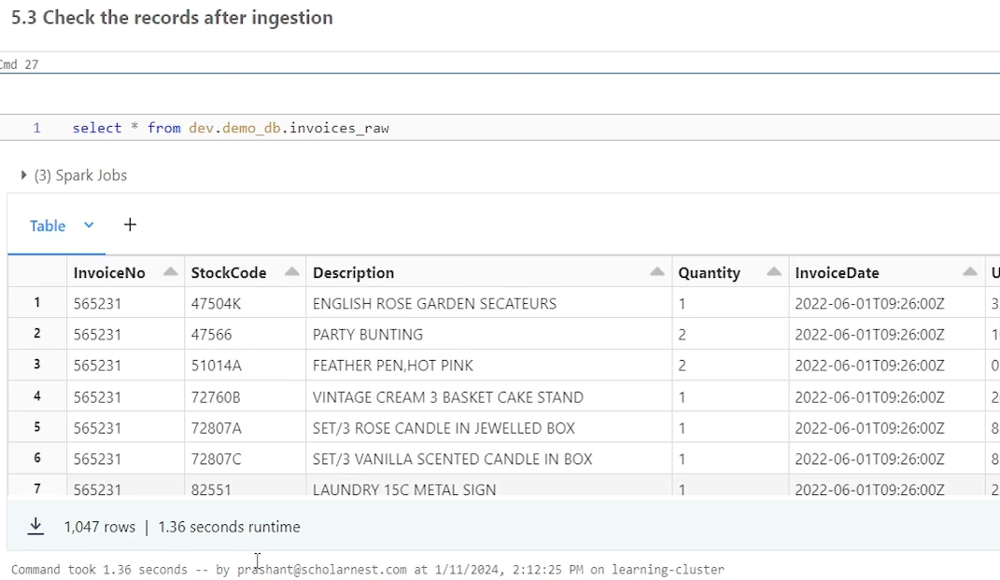 5.3 Check the records after ingestion
Cmd 27
1 select * from dev.demo_db.invoices_raw
(3) Spark Jobs
Table +
InvoiceNo StockCode Description Quantity InvoiceDate U
1 565231 47504K ENGLISH ROSE GARDEN SECATEURS 1 2022-06-01T09:26:00Z 3
2 565231 47566 PARTY BUNTING 2 2022-06-01T09:26:00Z 1
3 565231 51014A FEATHER PEN,HOT PINK 2 2022-06-01T09:26:00Z 0
4 565231 72760B VINTAGE CREAM 3 BASKET CAKE STAND 1 2022-06-01T09:26:00Z 2
5 565231 72807A SET/3 ROSE CANDLE IN JEWELLED BOX 1 2022-06-01T09:26:00Z 8
6 565231 72807C SET/3 VANILLA SCENTED CANDLE IN BOX 1 2022-06-01T09:26:00Z 8
7 565231 82551 LAUNDRY 15C METAL SIGN 1 2022-06-01T09:26:00Z 2
1,047 rows | 1.36 seconds runtime
Command took 1.36 seconds -- by prashant@scholarnest.com at 1/11/2024, 2:12:25 PM on learning-cluster